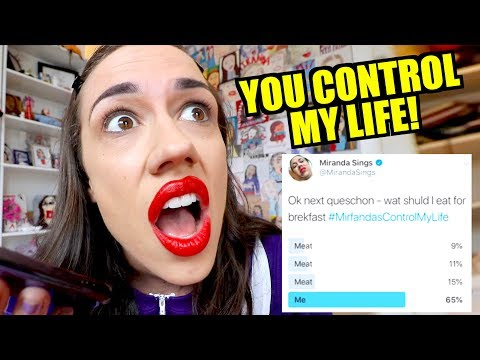 YOU CONTROL
MY LIFE!
Miranda Sings
@MirandaSings
Ok next queschon - wat shuld I eat for
brekfast #MirfandasControlMyLife
Meat 9%
Meat 11%
Meat 15%
Me 65%